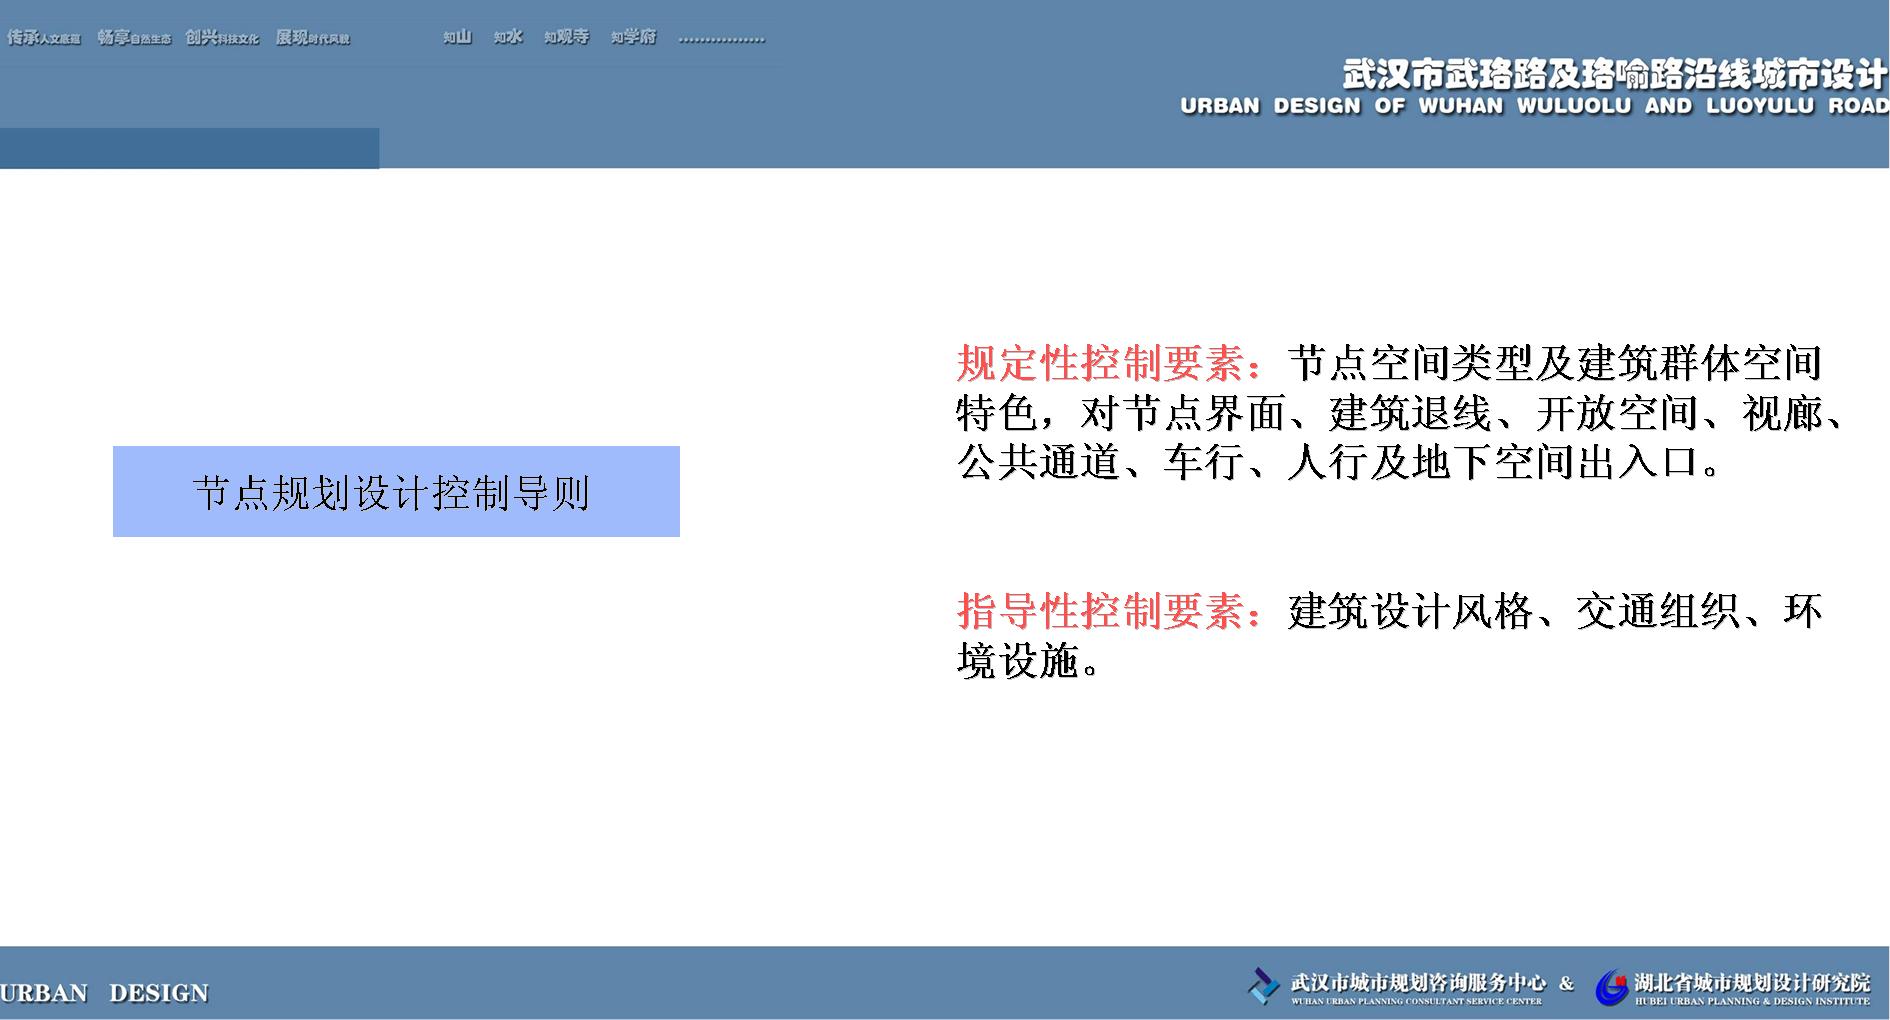 传承人文底蕴 畅享自然生态 创兴科技文化 展现时代风貌 知山 知水 知观寺 知学府 ................
武汉市武珞路及珞喻路沿线城市设计
URBAN DESIGN OF WUHAN WULUOLU AND LUOYULU ROAD
节点规划设计控制导则
规定性控制要素：节点空间类型及建筑群体空间
特色，对节点界面、建筑退线、开放空间、视廊、
公共通道、车行、人行及地下空间出入口。
指导性控制要素：建筑设计风格、交通组织、环
境设施。
URBAN DESIGN
武汉市城市规划咨询服务中心 & 湖北省城市规划设计研究院
WUHAN URBAN PLANNING CONSULTANT SERVICE CENTER HUBEI URBAN PLANNING & DESIGN INSTITUTE